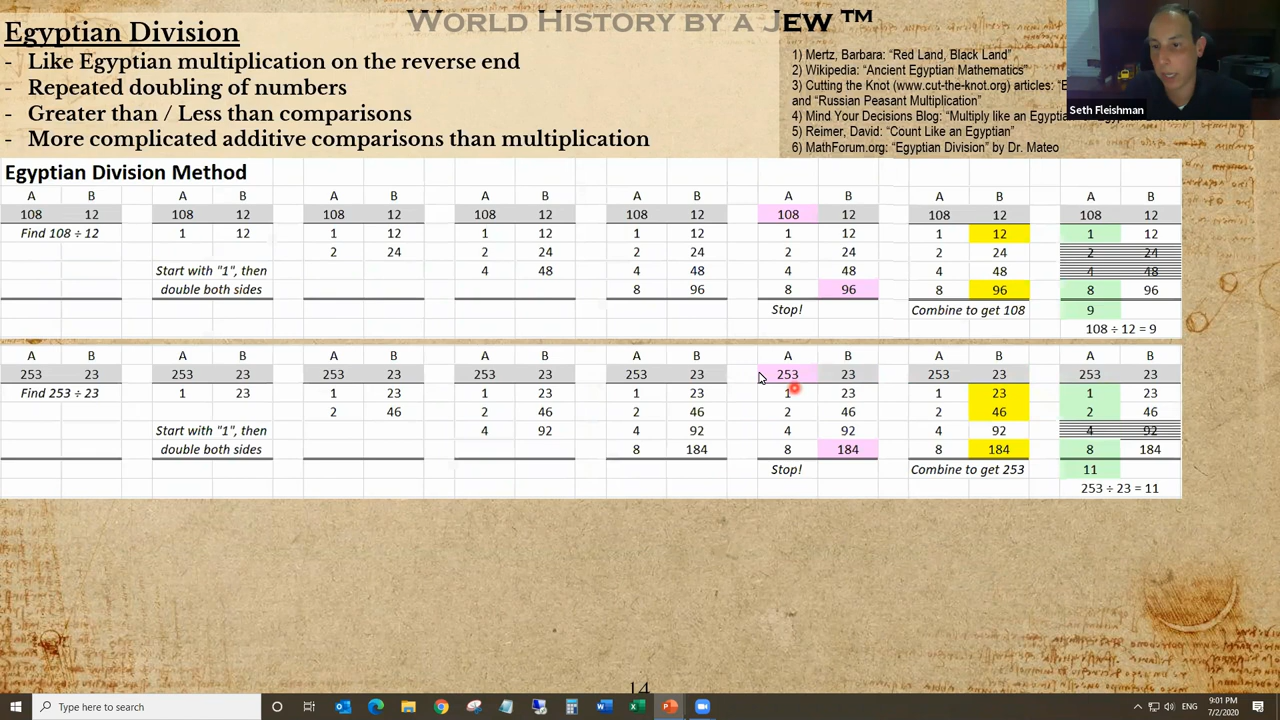 WORLD HISTORY BY A JEW ™
Egyptian Division
- Like Egyptian multiplication on the reverse end
- Repeated doubling of numbers
- Greater than / Less than comparisons
- More complicated additive comparisons than multiplication
1) Mertz, Barbara: "Red Land, Black Land"
2) Wikipedia: "Ancient Egyptian Mathematics"
3) Cutting the Knot (www.cut-the-knot.org) articles: "E
and "Russian Peasant Multiplication"
4) Mind Your Decisions Blog: "Multiply like an Egyptia
5) Reimer, David: "Count Like an Egyptian"
6) MathForum.org: "Egyptian Division" by Dr. Mateo
Seth Fleishman
Egyptian Division Method
A B A B A B A B A B A B A B A B
108 12 108 12 108 12 108 12 108 12 108 12 108 12 108 12
Find 108 ÷ 12 1 12 1 12 1 12 1 12 1 12 1 12 1 12
2 24 2 24 2 24 2 24 2 24 2 24
Start with "1", then 4 48 4 48 4 48 4 48 4 48
double both sides 8 96 8 96 8 96 8 96
Stop! Combine to get 108 9
108 ÷ 12 = 9
A B A B A B A B A B A B A B A B
253 23 253 23 253 23 253 23 253 23 253 23 253 23 253 23
Find 253 ÷ 23 1 23 1 23 1 23 1 23 1 23 1 23 1 23
2 46 2 46 2 46 2 46 2 46 2 46
Start with "1", then 4 92 4 92 4 92 4 92 4 92
double both sides 8 184 8 184 8 184 8 184
Stop! Combine to get 253 11
253 ÷ 23 = 11
14
Type here to search
ENG
9:01 PM
7/2/2020